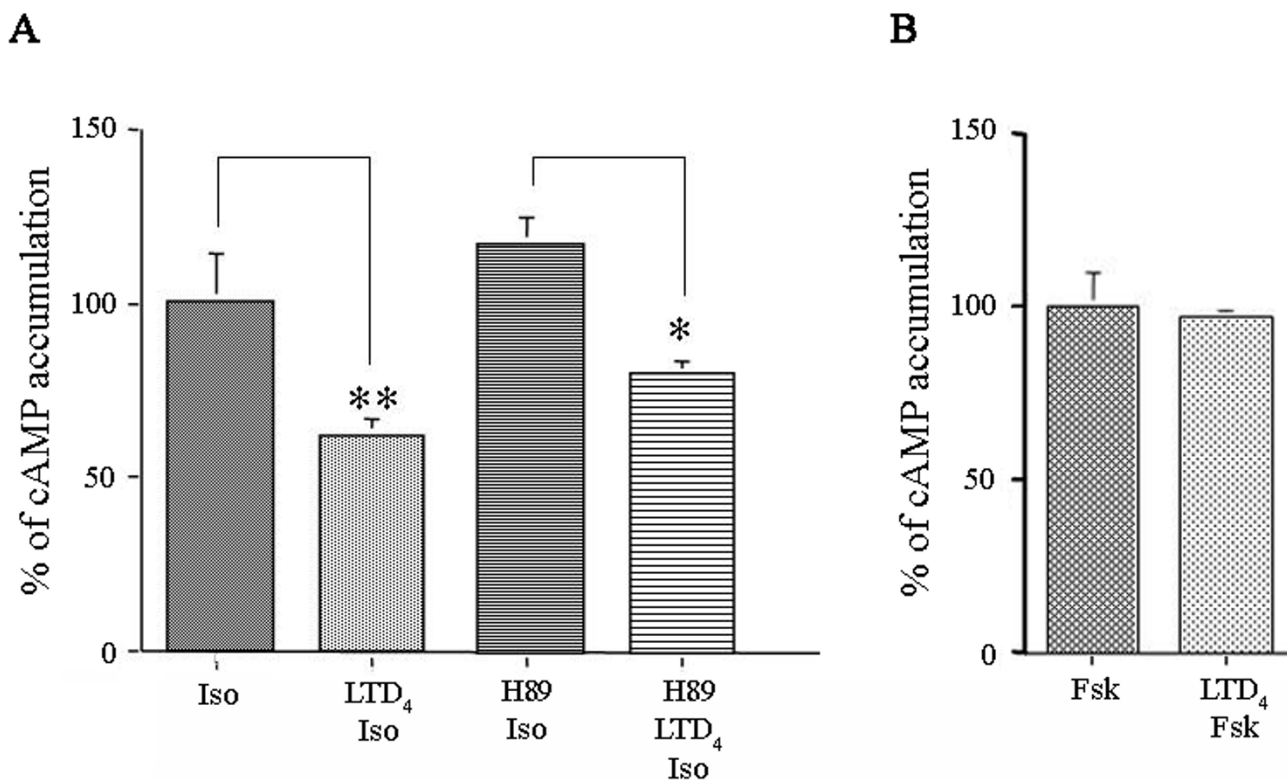 A
% of cAMP accumulation
150
100
50
0
**
*
Iso
LTD₄
Iso
H89
Iso
H89
LTD₄
Iso
B
% of cAMP accumulation
150
100
50
0
Fsk
LTD₄
Fsk